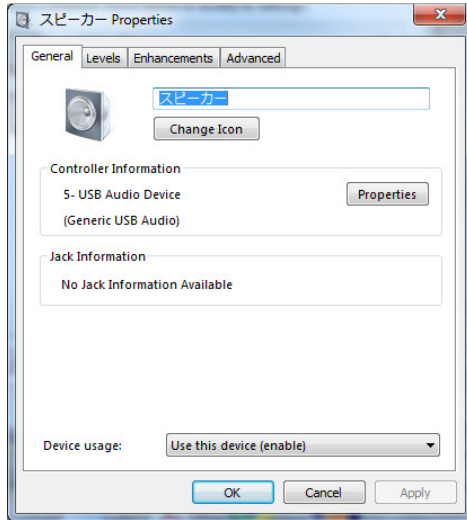 スピーカー Properties
General Levels Enhancements Advanced
スピーカー
Change Icon
Controller Information
5- USB Audio Device Properties
(Generic USB Audio)
Jack Information
No Jack Information Available
Device usage: Use this device (enable)
OK Cancel Apply